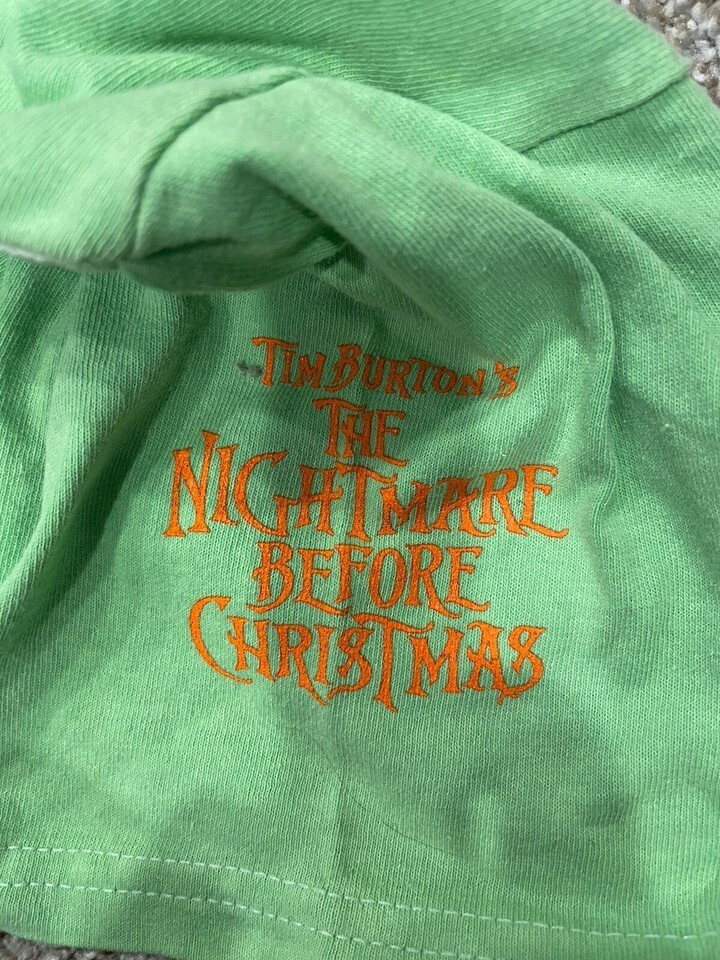 TIM BURTON'S
THE
NIGHTMARE
BEFORE
CHRISTMAS